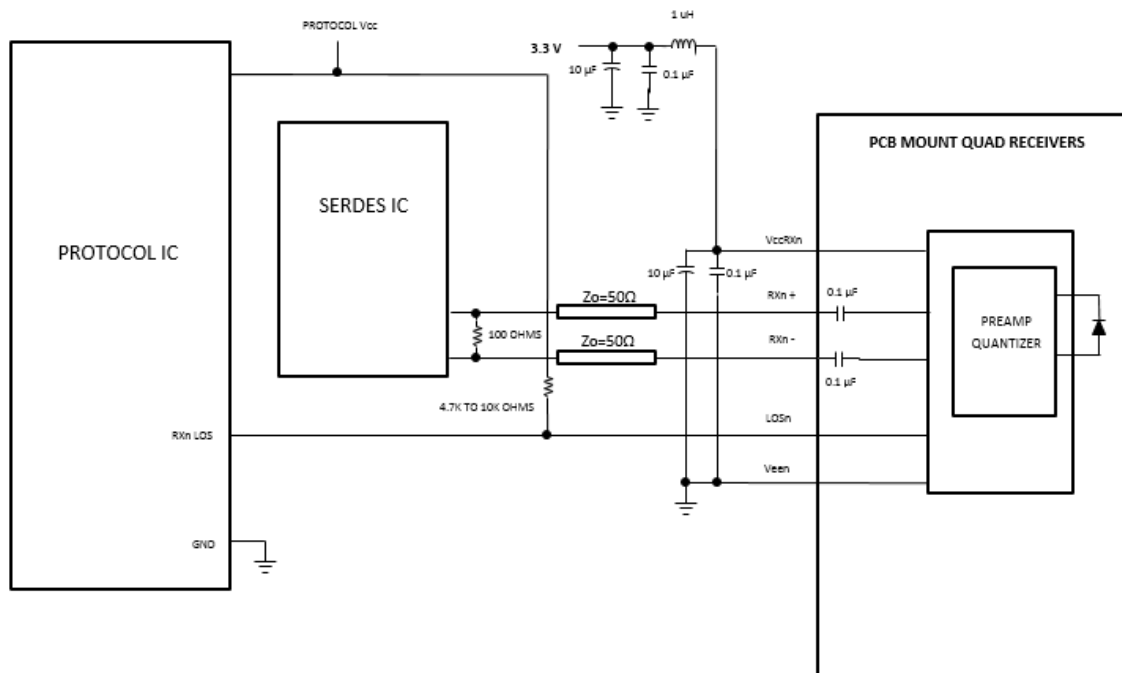 1 uH
PROTOCOL Vcc
3.3 V
10 µF
0.1 µF
PCB MOUNT QUAD RECEIVERS
SERDES IC
PROTOCOL IC
VccRXn
10 µF
0.1 µF
Zo=50Ω
RXn +
0.1 µF
100 OHMS
PREAMP
QUANTIZER
Zo=50Ω
RXn -
0.1 µF
4.7K TO 10K OHMS
LOSn
RXn LOS
Veen
GND